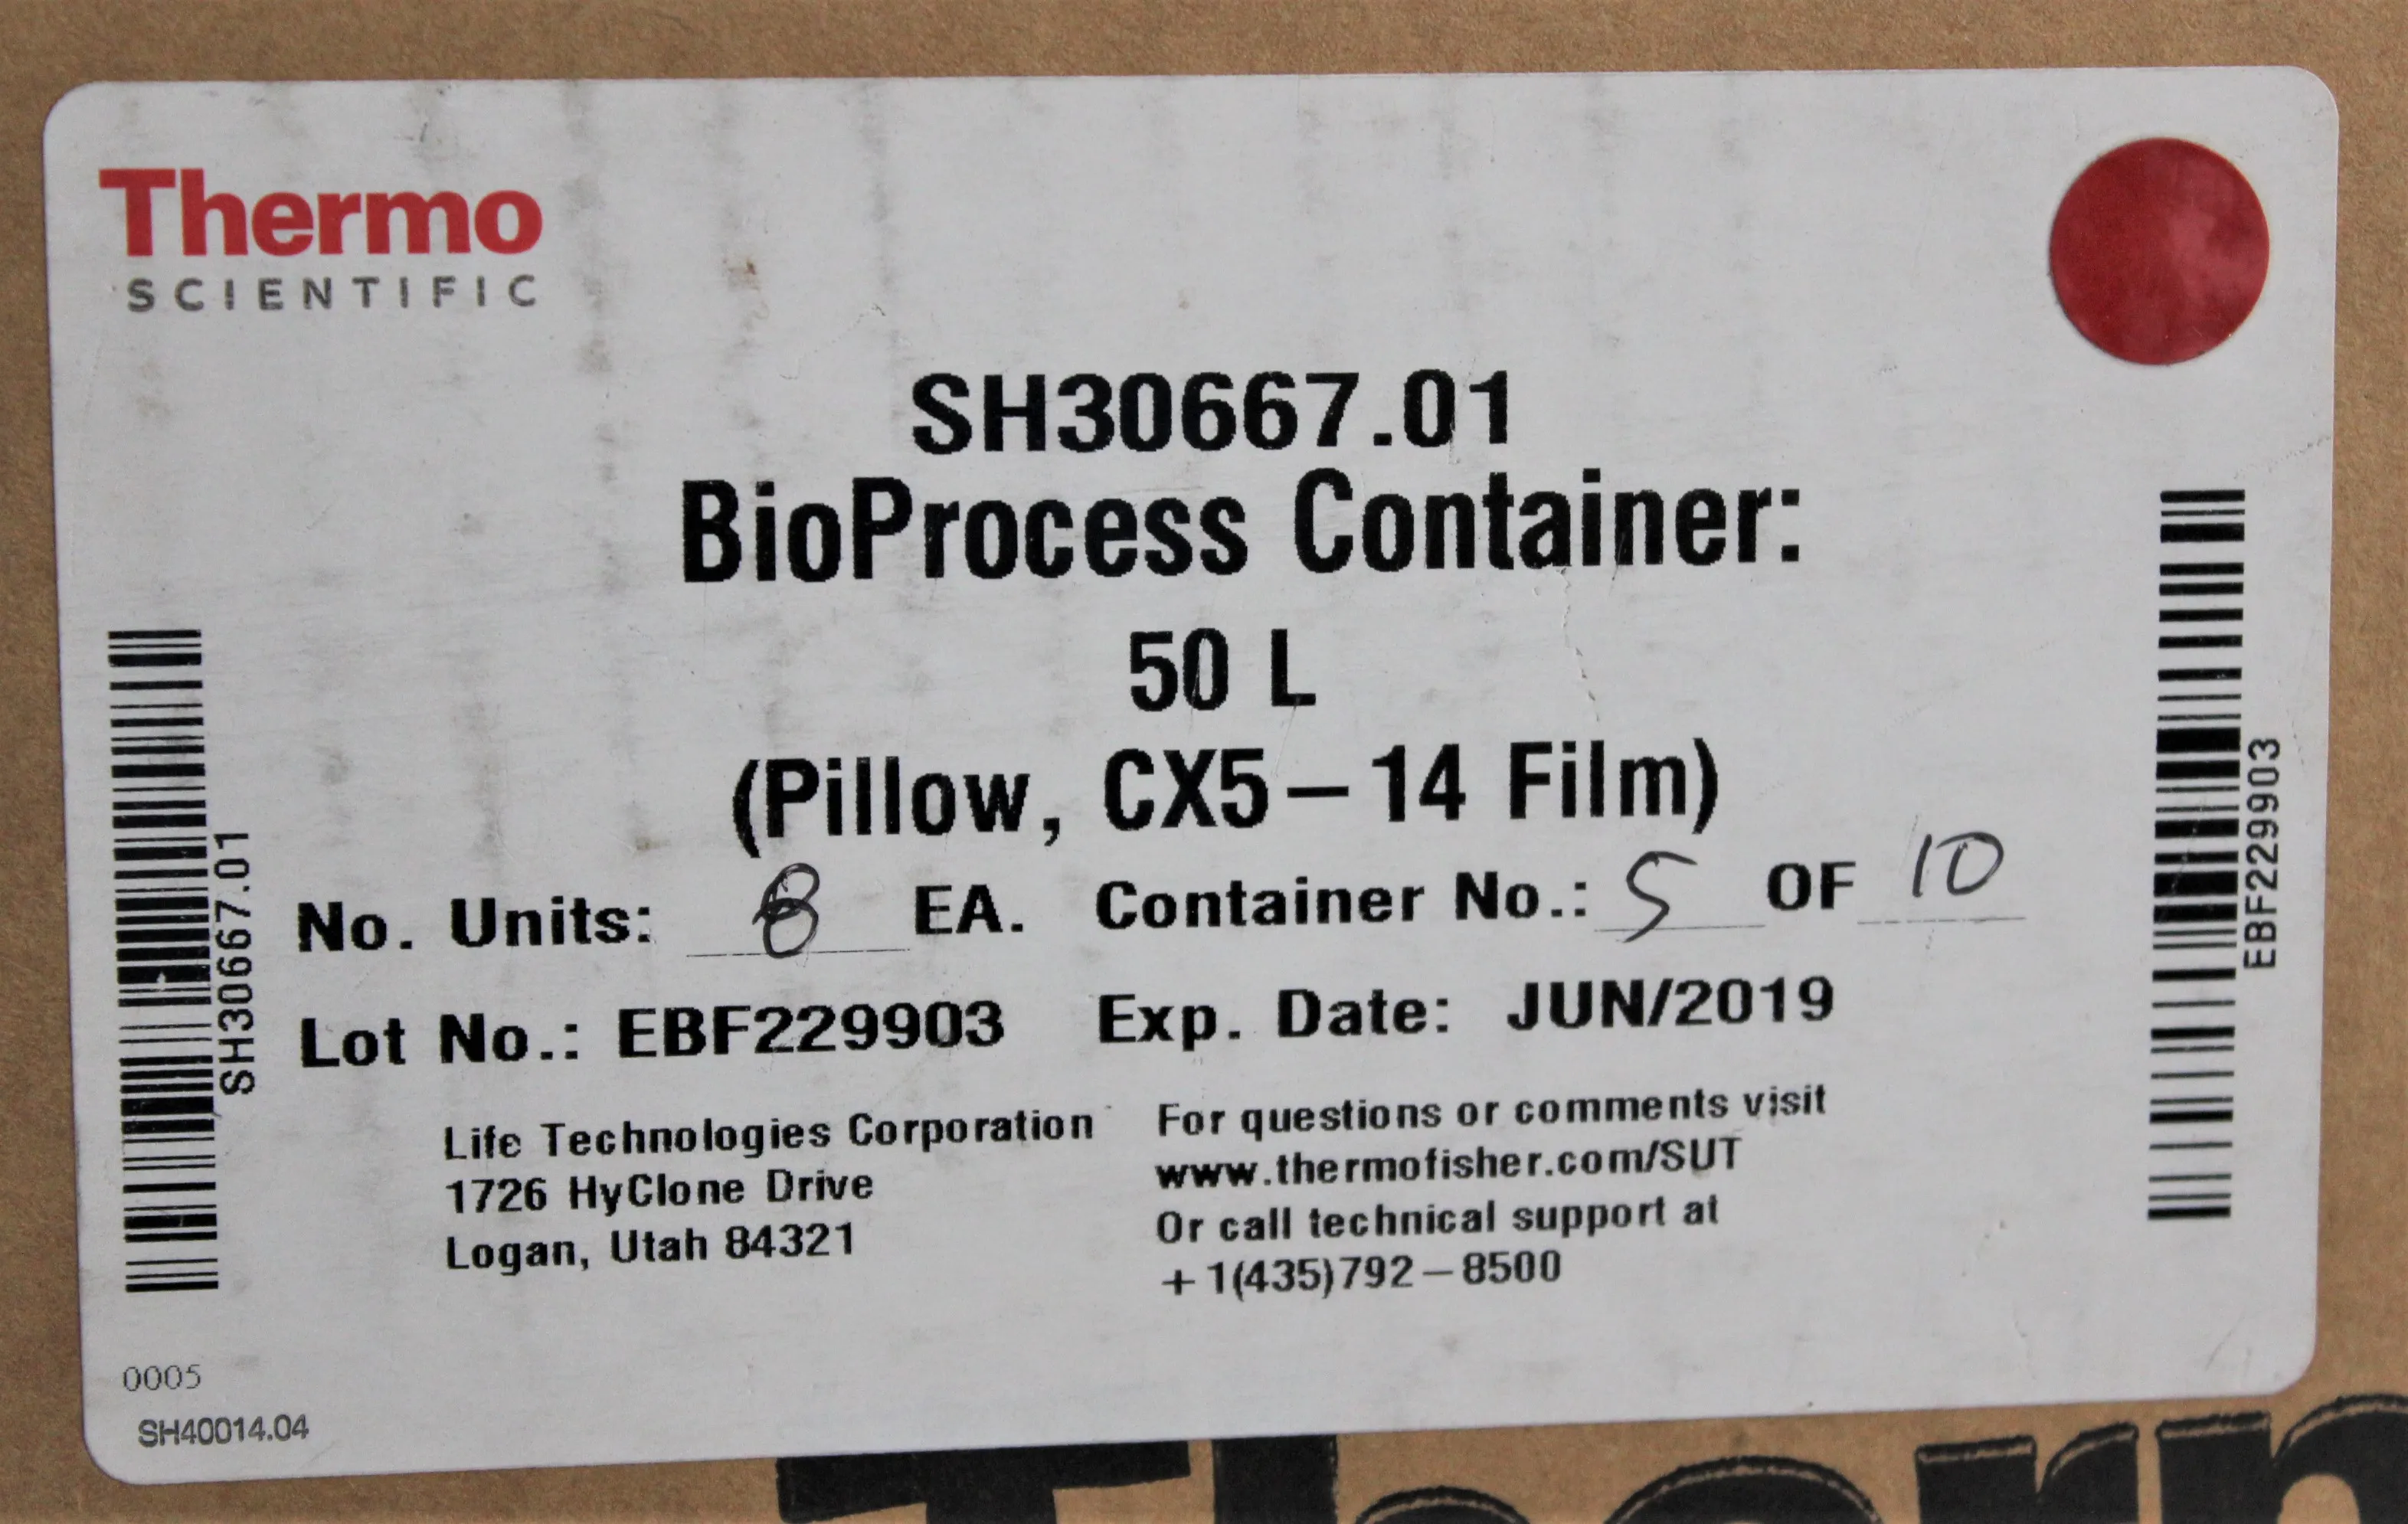 Thermo
SCIENTIFIC
SH30667.01
BioProcess Container:
50 L
(Pillow, CX5-14 Film)
No. Units: 8 EA. Container No.: 5 OF 10
Lot No.: EBF229903 Exp. Date: JUN/2019
Life Technologies Corporation
1726 HyClone Drive
Logan, Utah 84321
For questions or comments visit
www.thermofisher.com/SUT
Or call technical support at
+1(435)792-8500
SH30667.01
EBF229903
0005
SH40014.04